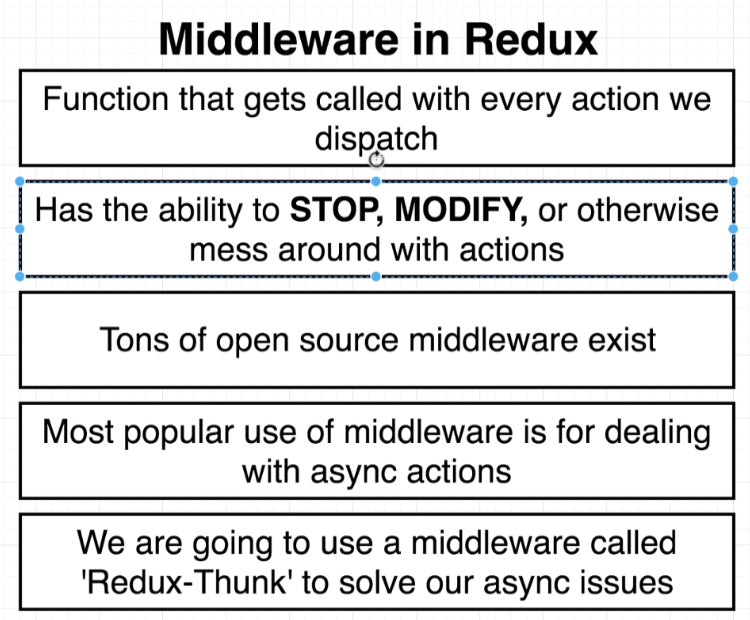 Middleware in Redux
Function that gets called with every action we
dispatch
Has the ability to STOP, MODIFY, or otherwise
mess around with actions
Tons of open source middleware exist
Most popular use of middleware is for dealing
with async actions
We are going to use a middleware called
'Redux-Thunk' to solve our async issues